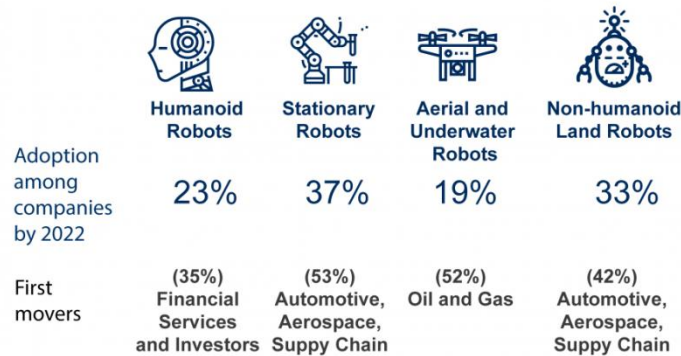 Humanoid
Robots
Stationary
Robots
Aerial and
Underwater
Robots
Non-humanoid
Land Robots
Adoption
among
companies
by 2022
23%
37%
19%
33%
First
movers
(35%)
Financial
Services
and Investors
(53%)
Automotive,
Aerospace,
Suppy Chain
(52%)
Oil and Gas
(42%)
Automotive,
Aerospace,
Suppy Chain